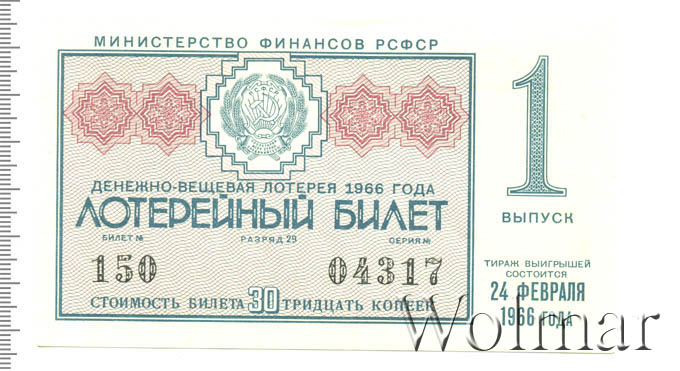 МИНИСТЕРСТВО ФИНАНСОВ РСФСР
РСФСР
ДЕНЕЖНО-ВЕЩЕВАЯ ЛОТЕРЕЯ 1966 ГОДА
ЛОТЕРЕЙНЫЙ БИЛЕТ
БИЛЕТ № РАЗРЯД 29 СЕРИЯ №
150 04317
СТОИМОСТЬ БИЛЕТА 30 ТРИДЦАТЬ КОПЕЕК
1
ВЫПУСК
ТИРАЖ ВЫИГРЫШЕЙ
СОСТОИТСЯ
24 ФЕВРАЛЯ
1966 ГОДА
Wolmar